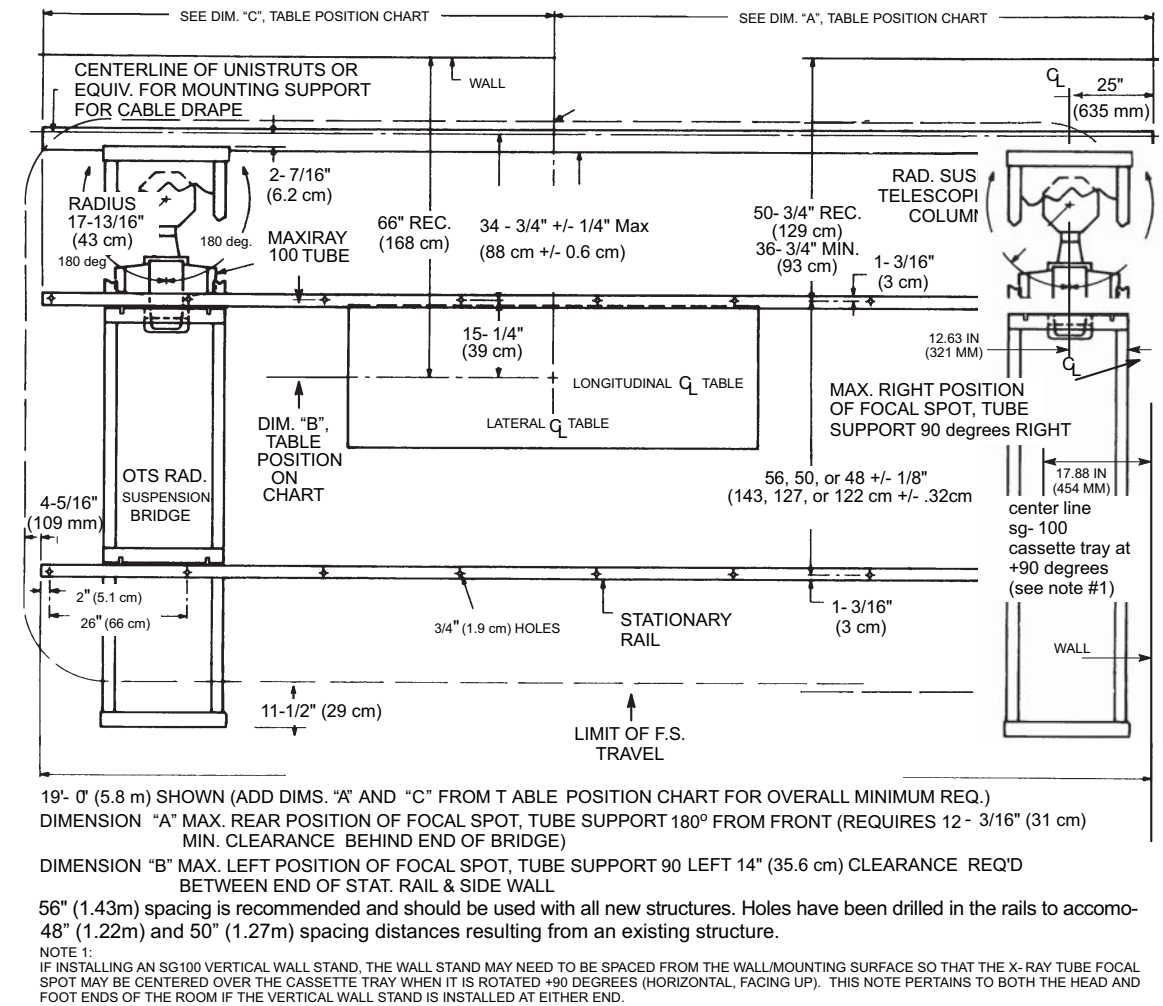 SEE DIM. “C”, TABLE POSITION CHART
SEE DIM. “A”, TABLE POSITION CHART
CENTERLINE OF UNISTRUTS OR
EQUIV. FOR MOUNTING SUPPORT
FOR CABLE DRAPE
WALL
CL
25"
(635 mm)
2- 7/16"
(6.2 cm)
RADIUS
17-13/16"
(43 cm)
180 deg.
180 deg
MAXIRAY
100 TUBE
66" REC.
(168 cm)
34 - 3/4" +/- 1/4" Max
(88 cm +/- 0.6 cm)
50- 3/4" REC.
(129 cm)
36- 3/4" MIN.
(93 cm)
RAD. SUS
TELESCOPI
COLUMN
1- 3/16"
(3 cm)
15- 1/4"
(39 cm)
12.63 IN
(321 MM)
CL
LONGITUDINAL CL TABLE
LATERAL CL TABLE
MAX. RIGHT POSITION
OF FOCAL SPOT, TUBE
SUPPORT 90 degrees RIGHT
DIM. “B”,
TABLE
POSITION
ON
CHART
OTS RAD.
SUSPENSION
BRIDGE
4-5/16"
(109 mm)
56, 50, or 48 +/- 1/8"
(143, 127, or 122 cm +/- .32cm
17.88 IN
(454 MM)
center line
sg- 100
cassette tray at
+90 degrees
(see note #1)
2" (5.1 cm)
26" (66 cm)
3/4" (1.9 cm) HOLES
STATIONARY
RAIL
1- 3/16"
(3 cm)
WALL
11-1/2" (29 cm)
LIMIT OF F.S.
TRAVEL
19'- 0' (5.8 m) SHOWN (ADD DIMS. “A” AND “C” FROM T ABLE POSITION CHART FOR OVERALL MINIMUM REQ.)
DIMENSION “A” MAX. REAR POSITION OF FOCAL SPOT, TUBE SUPPORT 180° FROM FRONT (REQUIRES 12 - 3/16" (31 cm)
MIN. CLEARANCE BEHIND END OF BRIDGE)
DIMENSION “B” MAX. LEFT POSITION OF FOCAL SPOT, TUBE SUPPORT 90 LEFT 14" (35.6 cm) CLEARANCE REQ'D
BETWEEN END OF STAT. RAIL & SIDE WALL
56" (1.43m) spacing is recommended and should be used with all new structures. Holes have been drilled in the rails to accomo-
48” (1.22m) and 50” (1.27m) spacing distances resulting from an existing structure.
NOTE 1:
IF INSTALLING AN SG100 VERTICAL WALL STAND, THE WALL STAND MAY NEED TO BE SPACED FROM THE WALL/MOUNTING SURFACE SO THAT THE X- RAY TUBE FOCAL
SPOT MAY BE CENTERED OVER THE CASSETTE TRAY WHEN IT IS ROTATED +90 DEGREES (HORIZONTAL, FACING UP). THIS NOTE PERTAINS TO BOTH THE HEAD AND
FOOT ENDS OF THE ROOM IF THE VERTICAL WALL STAND IS INSTALLED AT EITHER END.